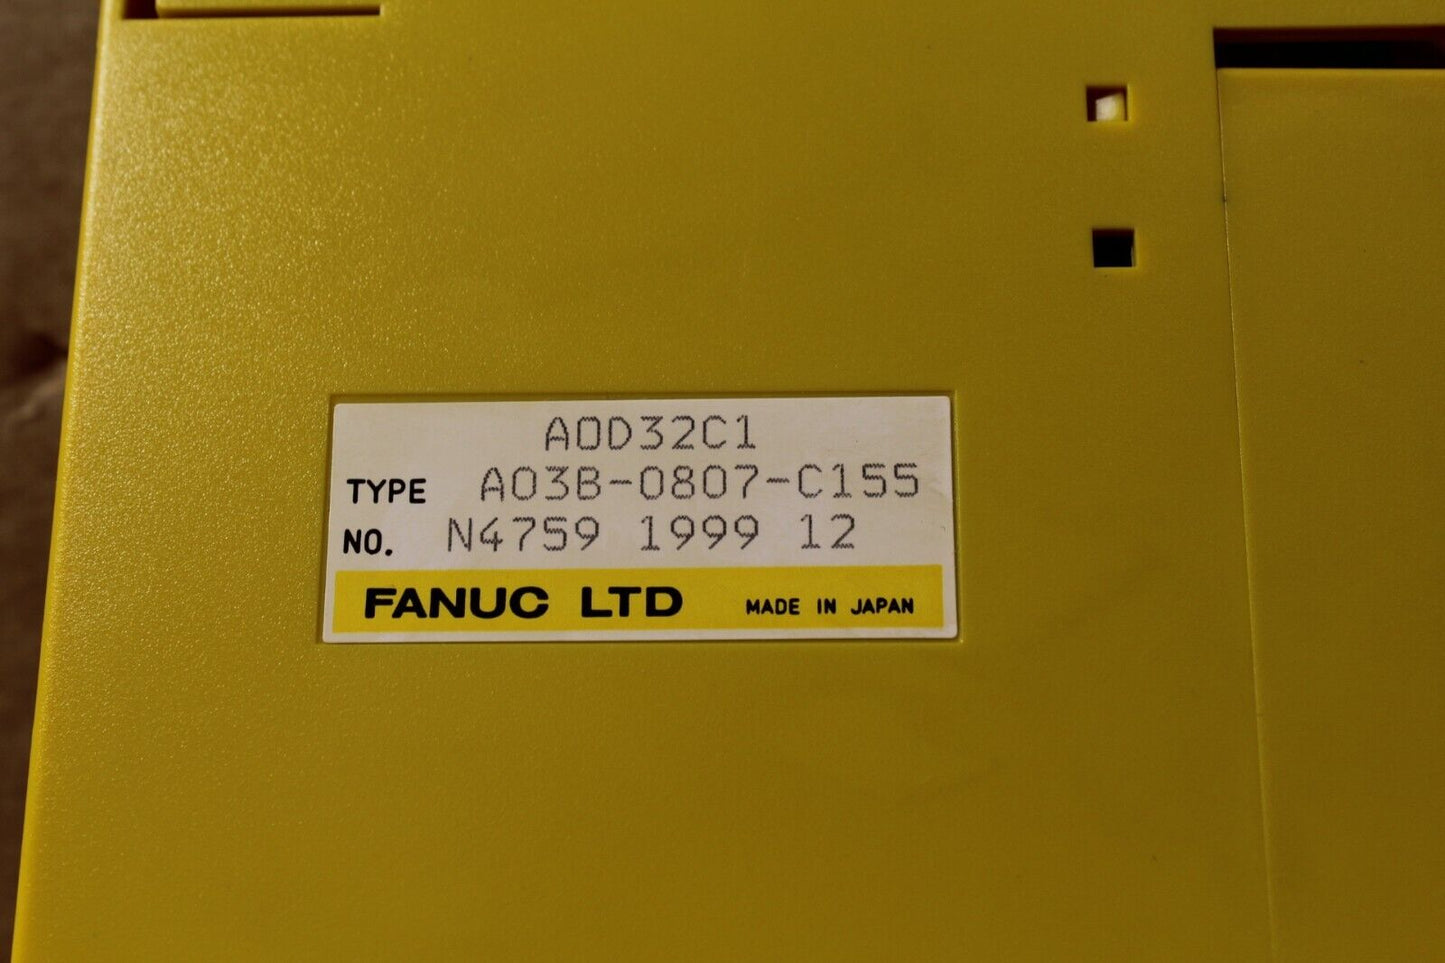 AOD32C1
TYPE A03B-0807-C155
NO. N4759 1999 12
FANUC LTD MADE IN JAPAN